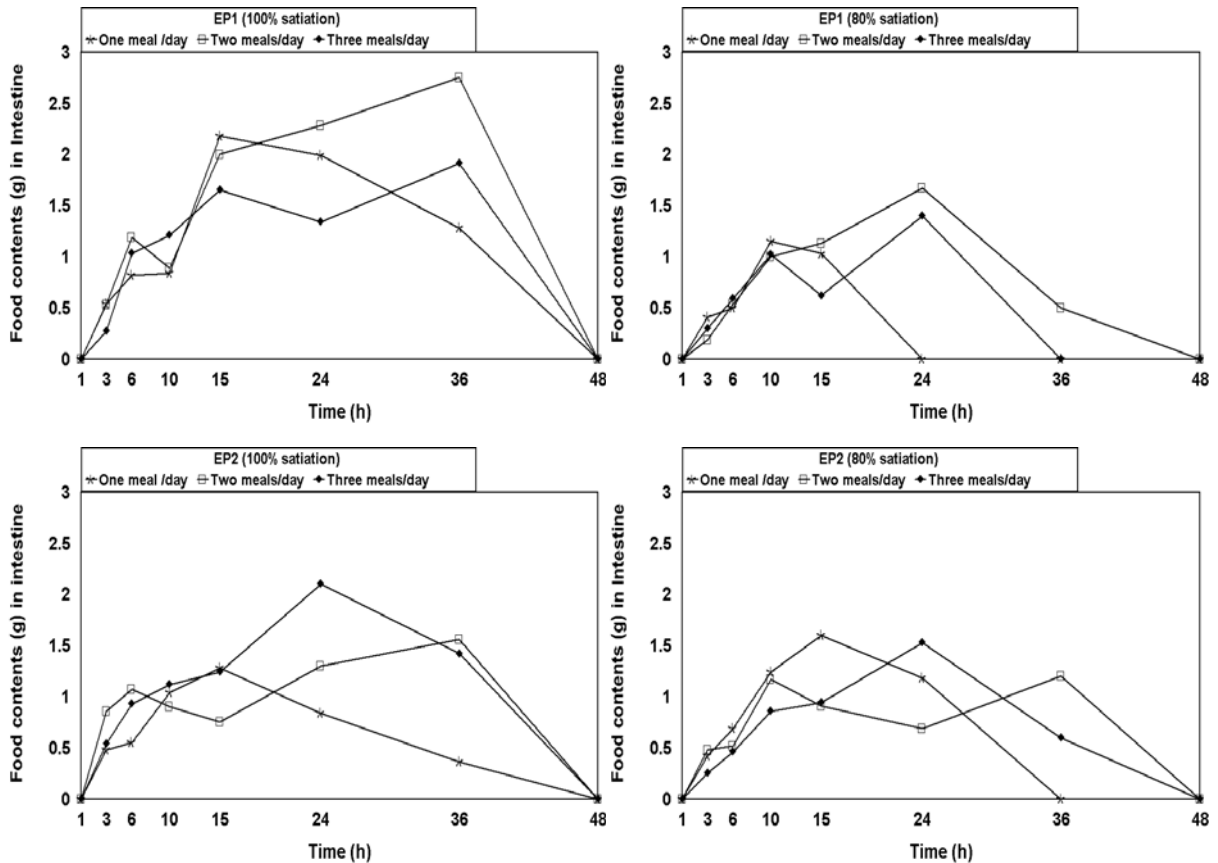 EP1 (100% satiation)
One meal /day Two meals/day Three meals/day
3
2.5
2
1.5
1
0.5
0
Food contents (g) in Intestine
1 3 6 10 15 24 36 48
Time (h)
EP1 (80% satiation)
One meal /day Two meals/day Three meals/day
3
2.5
2
1.5
1
0.5
0
Food contents (g) in intestine
1 3 6 10 15 24 36 48
Time (h)
EP2 (100% satiation)
One meal /day Two meals/day Three meals/day
3
2.5
2
1.5
1
0.5
0
Food contents (g) in Intestine
1 3 6 10 15 24 36 48
Time (h)
EP2 (80% satiation)
One meal /day Two meals/day Three meals/day
3
2.5
2
1.5
1
0.5
0
Food contents (g) in intestine
1 3 6 10 15 24 36 48
Time (h)